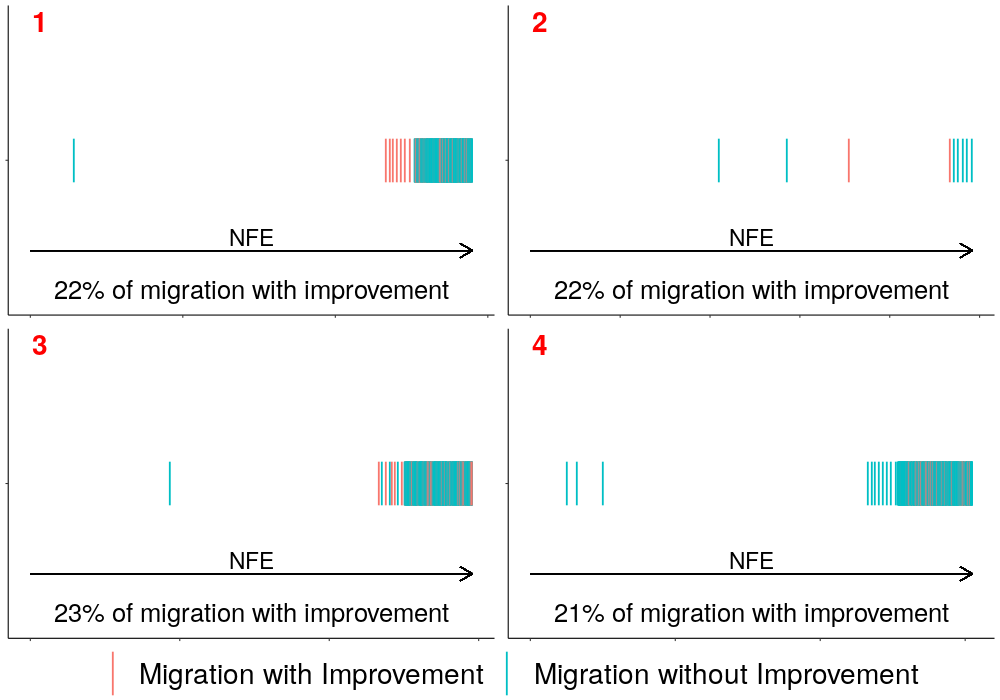 1
NFE
22% of migration with improvement
2
NFE
22% of migration with improvement
3
NFE
23% of migration with improvement
4
NFE
21% of migration with improvement
Migration with Improvement
Migration without Improvement